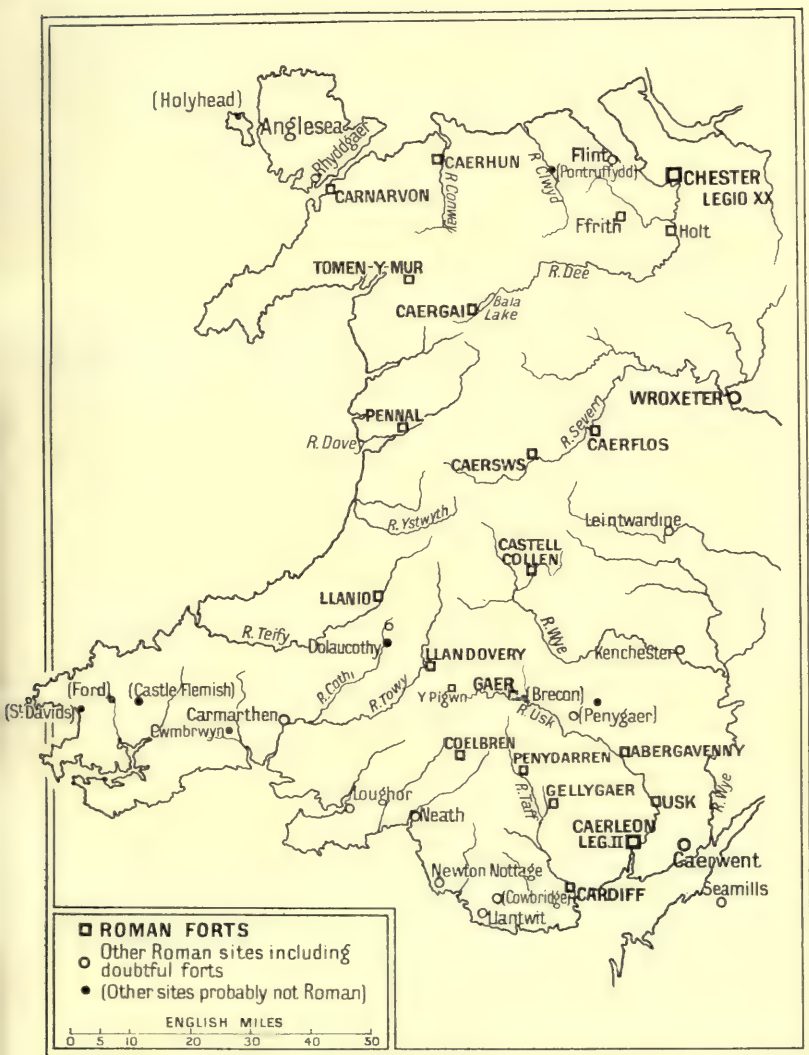 (Holyhead)
Anglesea
Rhyddgaer
CAERHUN
R. Conway
R. Clwyd
Flint
(Pontruffydd)
CHESTER
LEGIO XX
CARNARVON
Ffrith
Holt
TOMEN-Y-MUR
R. Dee
CAERGAI
Bala
Lake
WROXETER
PENNAL
R. Severn
R. Dovey
CAERFLOS
CAERSWS
R. Ystwyth
Leintwardine
CASTELL
COLLEN
LLANIO
R. Teify
Dolaucothy
R. Wye
Kenchester
LLANDOVERY
R. Cothi
R. Towy
(Ford)
(Castle Flemish)
(St. Davids)
Carmarthen
Cwmbrwyn
Y Pigwn
GAER
(Brecon)
R. Usk
(Penygaer)
COELBREN
PENYDARREN
ABERGAVENNY
R. Taff
GELLYGAER
USK
R. Wye
Loughor
Neath
CAERLEON
LEG. II
Caerwent
Newton Nottage
(Cowbridge)
CARDIFF
Seamills
Llantwit
ROMAN FORTS
Other Roman sites including
doubtful forts
(Other sites probably not Roman)
ENGLISH MILES
0 5 10 20 30 40 50